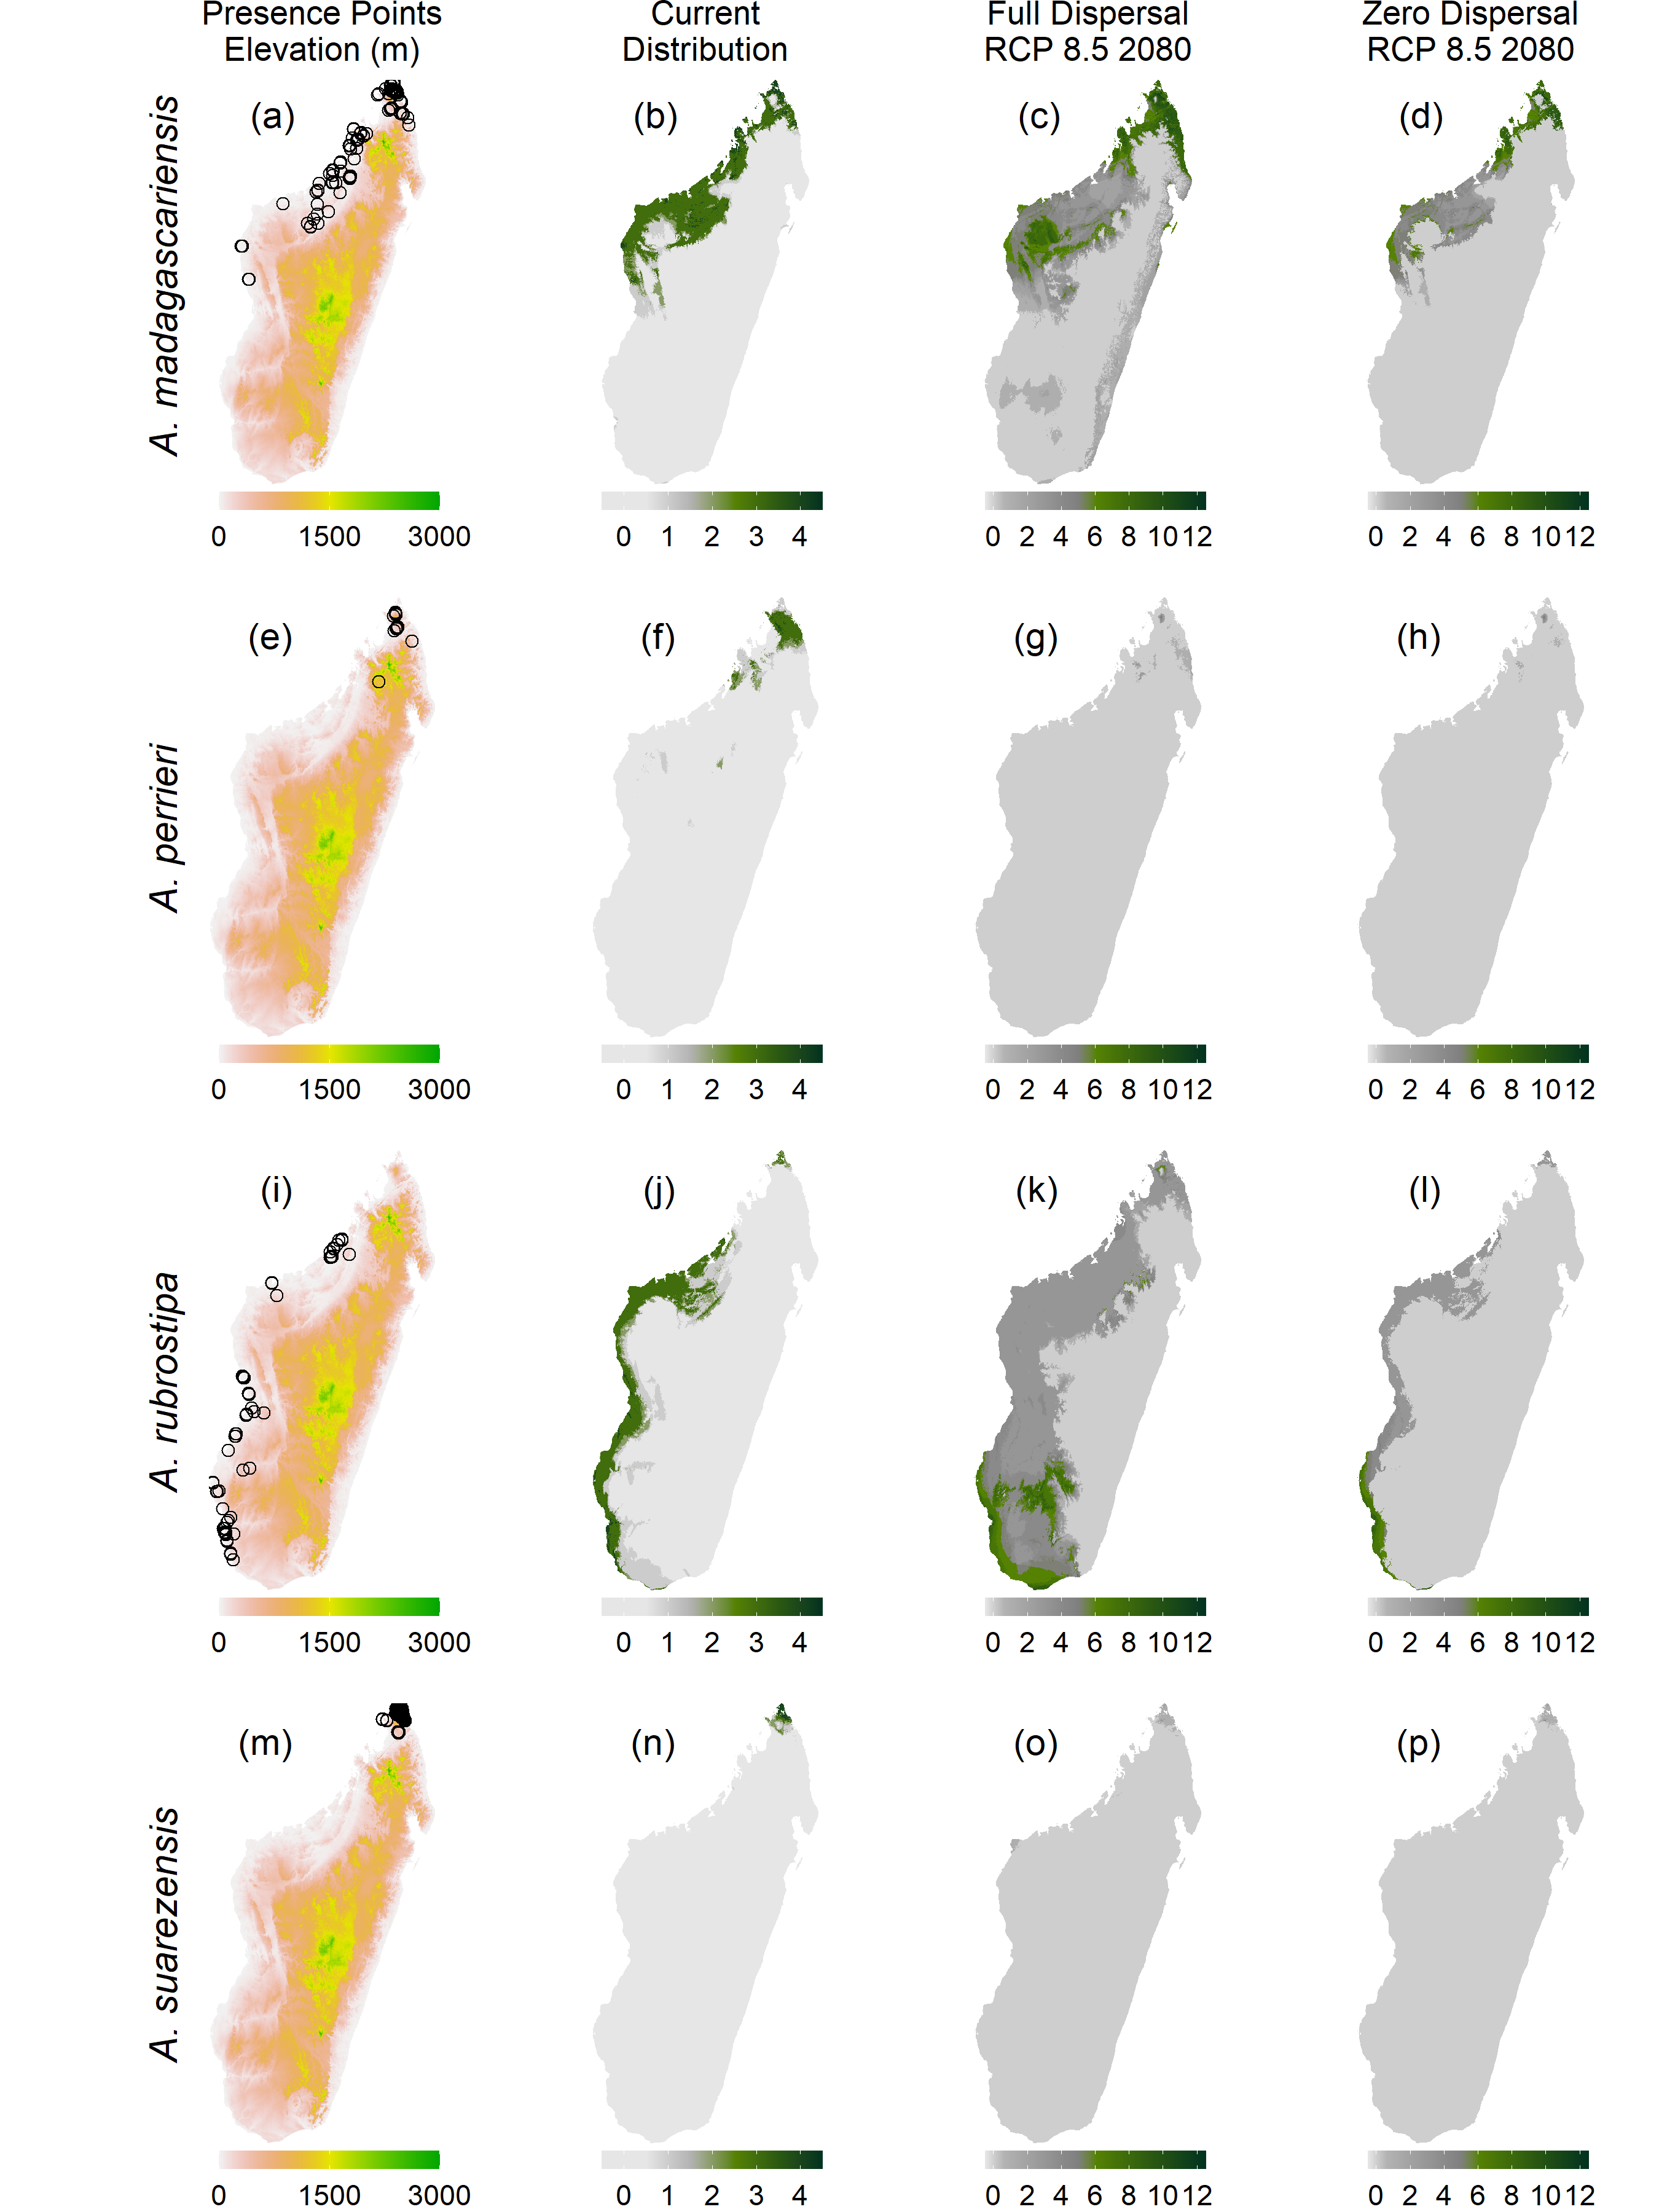 Presence Points
Elevation (m)
Current
Distribution
Full Dispersal
RCP 8.5 2080
Zero Dispersal
RCP 8.5 2080
A. madagascariensis
(a)
(b)
(c)
(d)
0 1500 3000
0 1 2 3 4
0 2 4 6 8 10 12
0 2 4 6 8 10 12
A. perrieri
(e)
(f)
(g)
(h)
0 1500 3000
0 1 2 3 4
0 2 4 6 8 10 12
0 2 4 6 8 10 12
A. rubrostipa
(i)
(j)
(k)
(l)
0 1500 3000
0 1 2 3 4
0 2 4 6 8 10 12
0 2 4 6 8 10 12
A. suarezensis
(m)
(n)
(o)
(p)
0 1500 3000
0 1 2 3 4
0 2 4 6 8 10 12
0 2 4 6 8 10 12